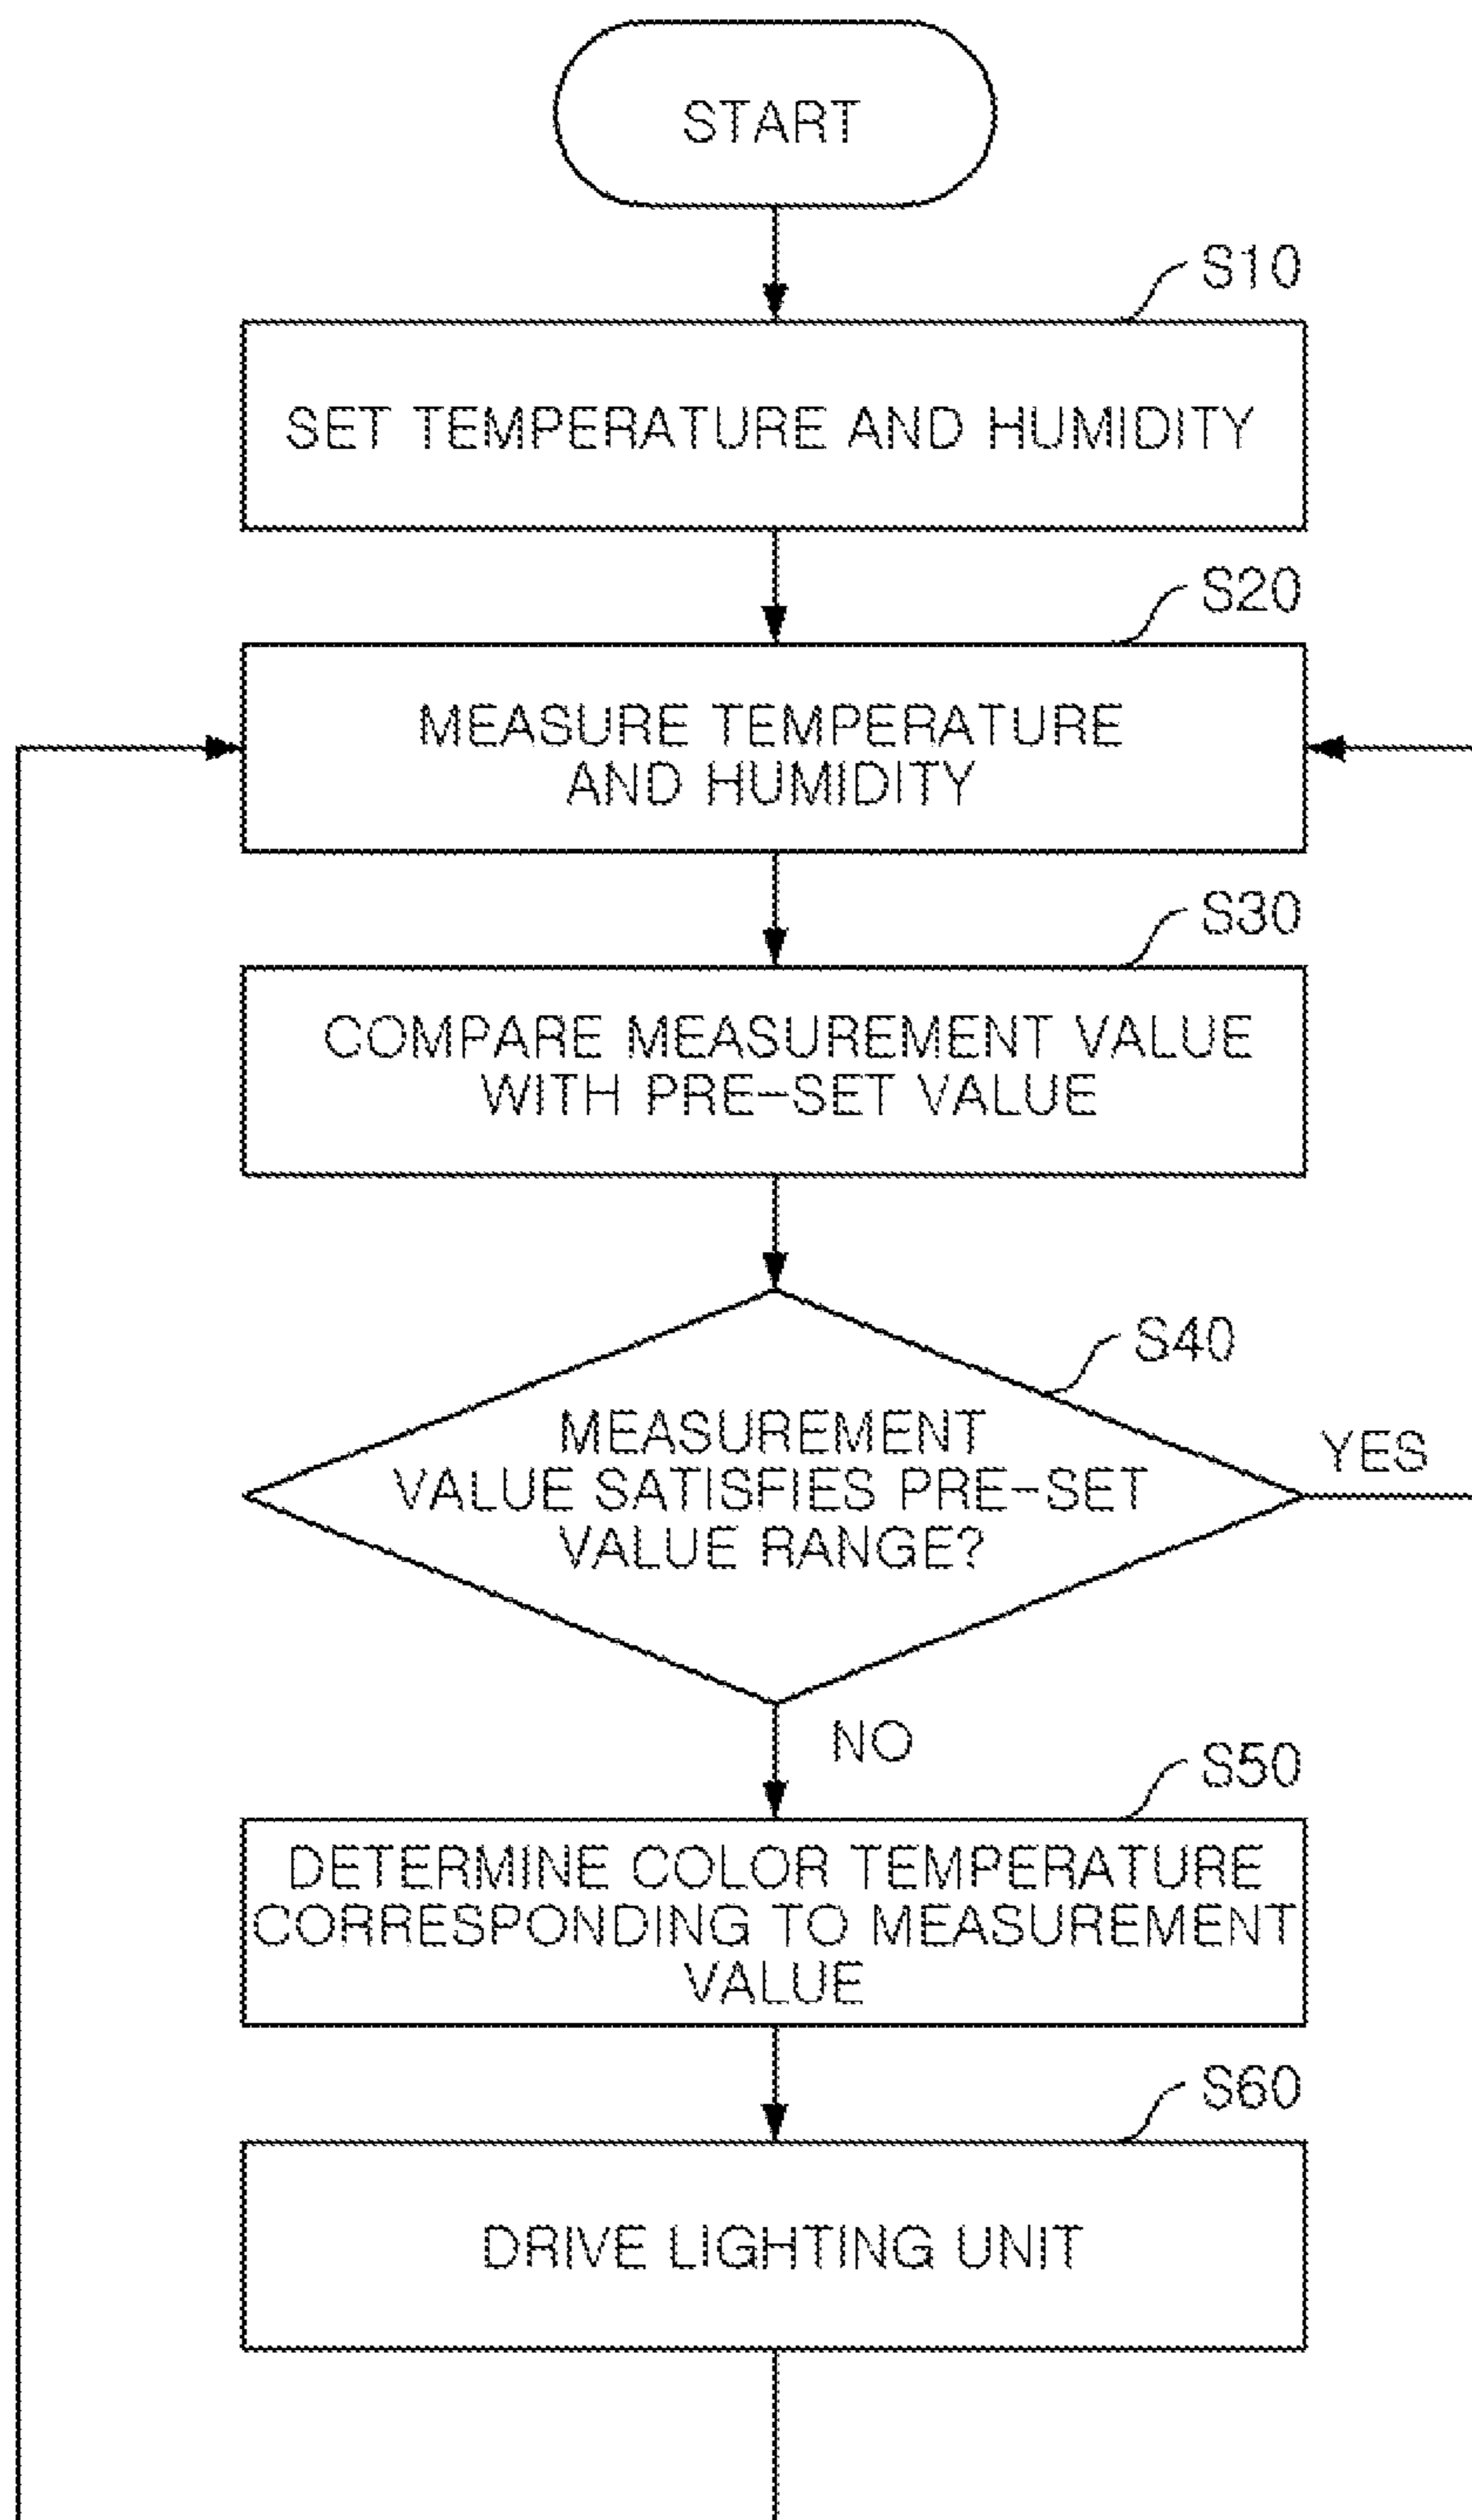 START
S10
SET TEMPERATURE AND HUMIDITY
S20
MEASURE TEMPERATURE
AND HUMIDITY
S30
COMPARE MEASUREMENT VALUE
WITH PRE-SET VALUE
S40
MEASUREMENT
VALUE SATISFIES PRE-SET
VALUE RANGE?
YES
NO
S50
DETERMINE COLOR TEMPERATURE
CORRESPONDING TO MEASUREMENT
VALUE
S60
DRIVE LIGHTING UNIT